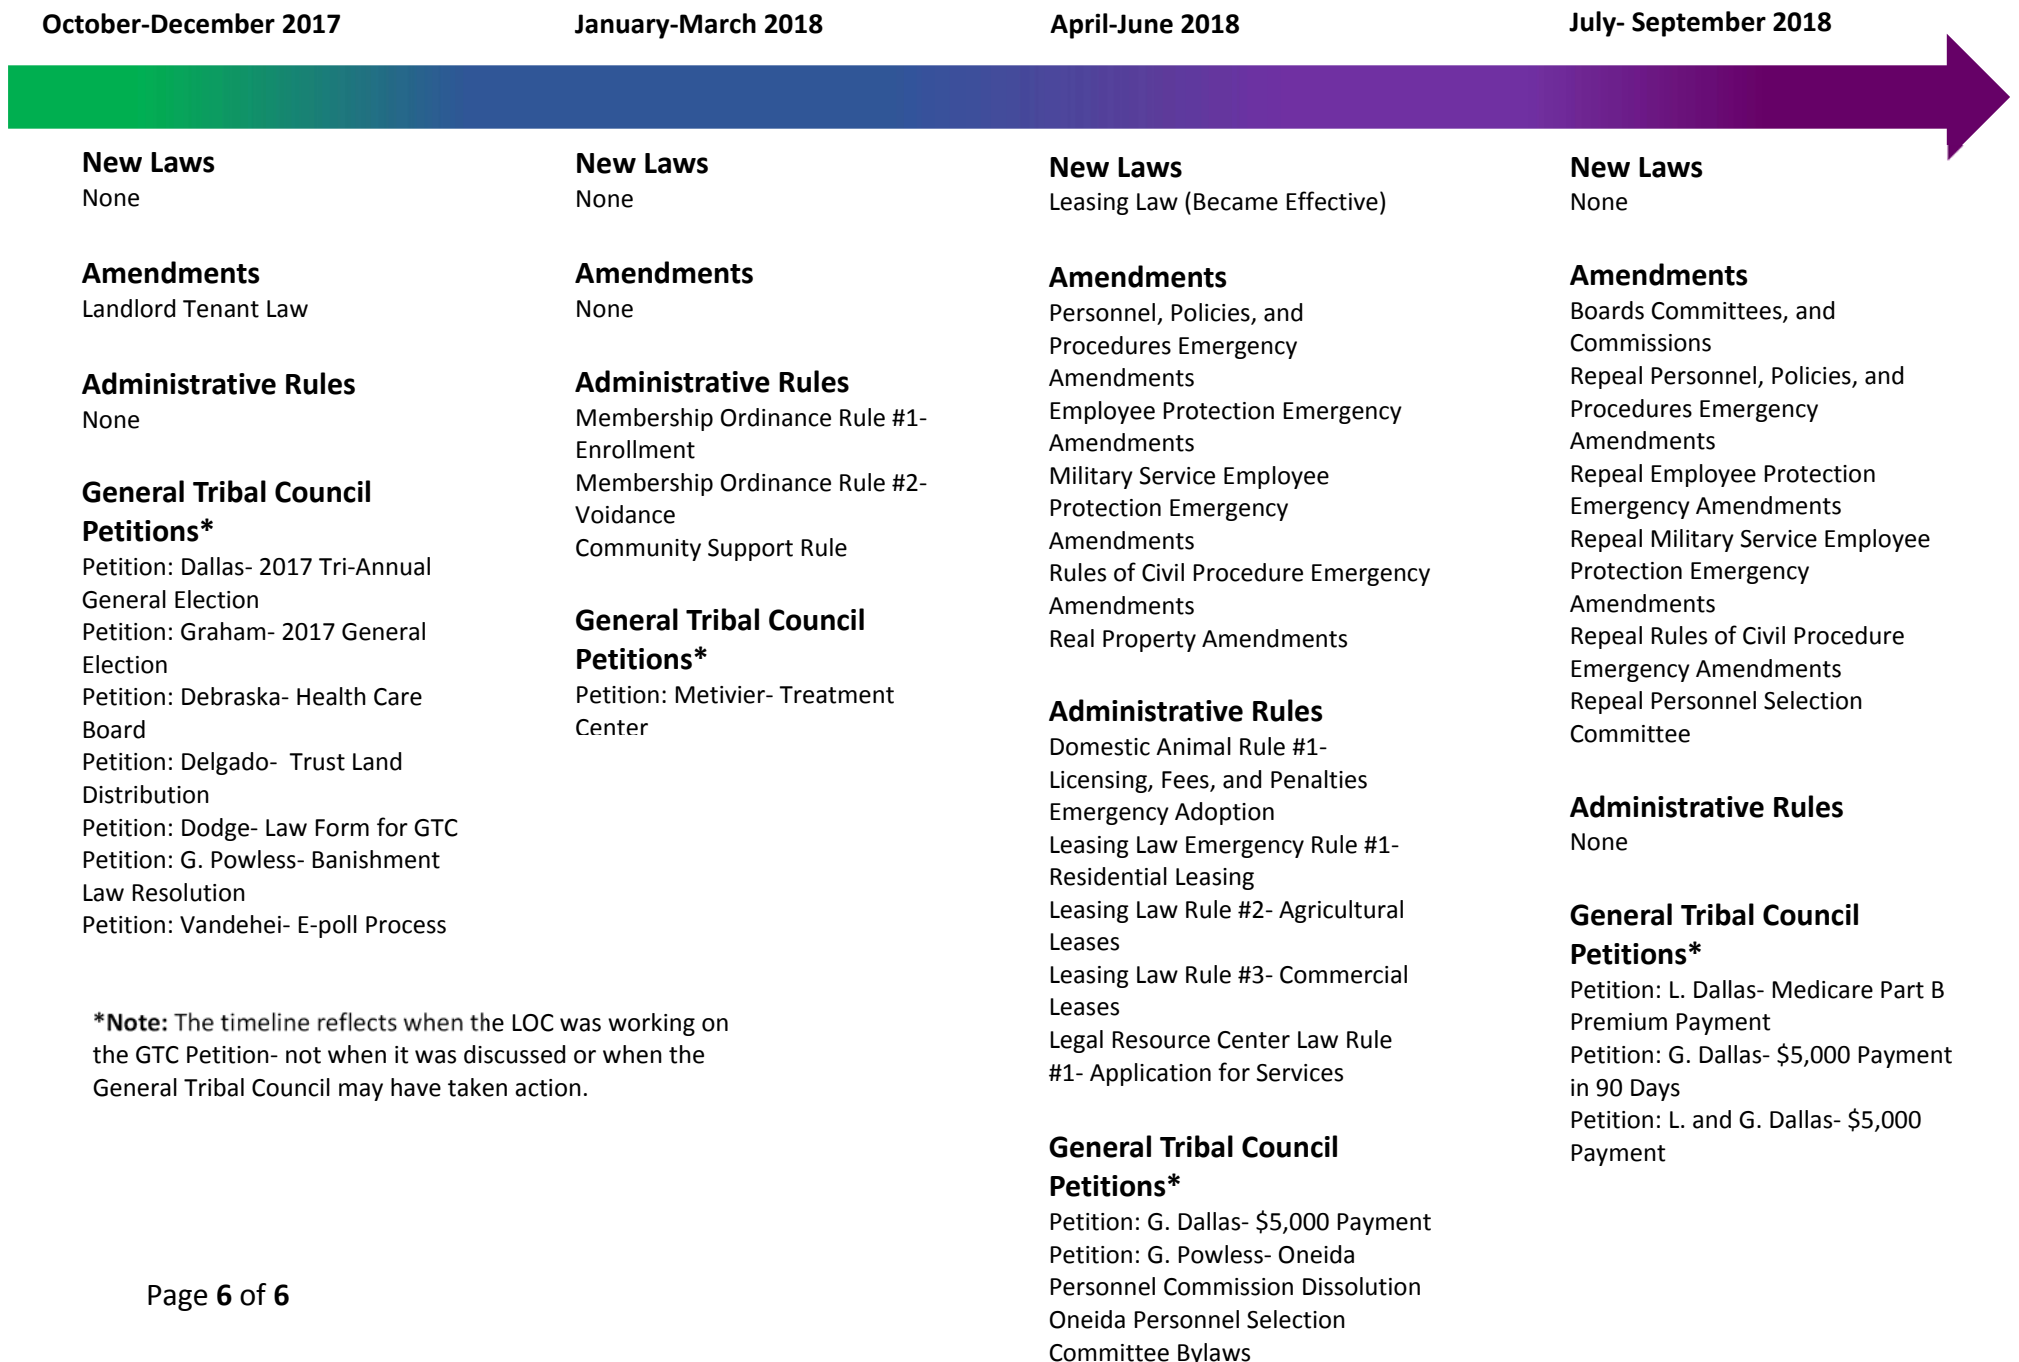 October-December 2017
January-March 2018
April-June 2018
July- September 2018
New Laws
None
Amendments
Landlord Tenant Law
Administrative Rules
None
General Tribal Council
Petitions*
Petition: Dallas- 2017 Tri-Annual
General Election
Petition: Graham- 2017 General
Election
Petition: Debraska- Health Care
Board
Petition: Delgado-  Trust Land
Distribution
Petition: Dodge- Law Form for GTC
Petition: G. Powless- Banishment
Law Resolution
Petition: Vandehei- E-poll Process
New Laws
None
Amendments
None
Administrative Rules
Membership Ordinance Rule #1-
Enrollment
Membership Ordinance Rule #2-
Voidance
Community Support Rule
General Tribal Council
Petitions*
Petition: Metivier- Treatment
Center
New Laws
Leasing Law (Became Effective)
Amendments
Personnel, Policies, and
Procedures Emergency
Amendments
Employee Protection Emergency
Amendments
Military Service Employee
Protection Emergency
Amendments
Rules of Civil Procedure Emergency
Amendments
Real Property Amendments
Administrative Rules
Domestic Animal Rule #1-
Licensing, Fees, and Penalties
Emergency Adoption
Leasing Law Emergency Rule #1-
Residential Leasing
Leasing Law Rule #2- Agricultural
Leases
Leasing Law Rule #3- Commercial
Leases
Legal Resource Center Law Rule
#1- Application for Services
General Tribal Council
Petitions*
Petition: G. Dallas- $5,000 Payment
Petition: G. Powless- Oneida
Personnel Commission Dissolution
Oneida Personnel Selection
Committee Bylaws
New Laws
None
Amendments
Boards Committees, and
Commissions
Repeal Personnel, Policies, and
Procedures Emergency
Amendments
Repeal Employee Protection
Emergency Amendments
Repeal Military Service Employee
Protection Emergency
Amendments
Repeal Rules of Civil Procedure
Emergency Amendments
Repeal Personnel Selection
Committee
Administrative Rules
None
General Tribal Council
Petitions*
Petition: L. Dallas- Medicare Part B
Premium Payment
Petition: G. Dallas- $5,000 Payment
in 90 Days
Petition: L. and G. Dallas- $5,000
Payment
*Note: The timeline reflects when the LOC was working on
the GTC Petition- not when it was discussed or when the
General Tribal Council may have taken action.
Page 6 of 6